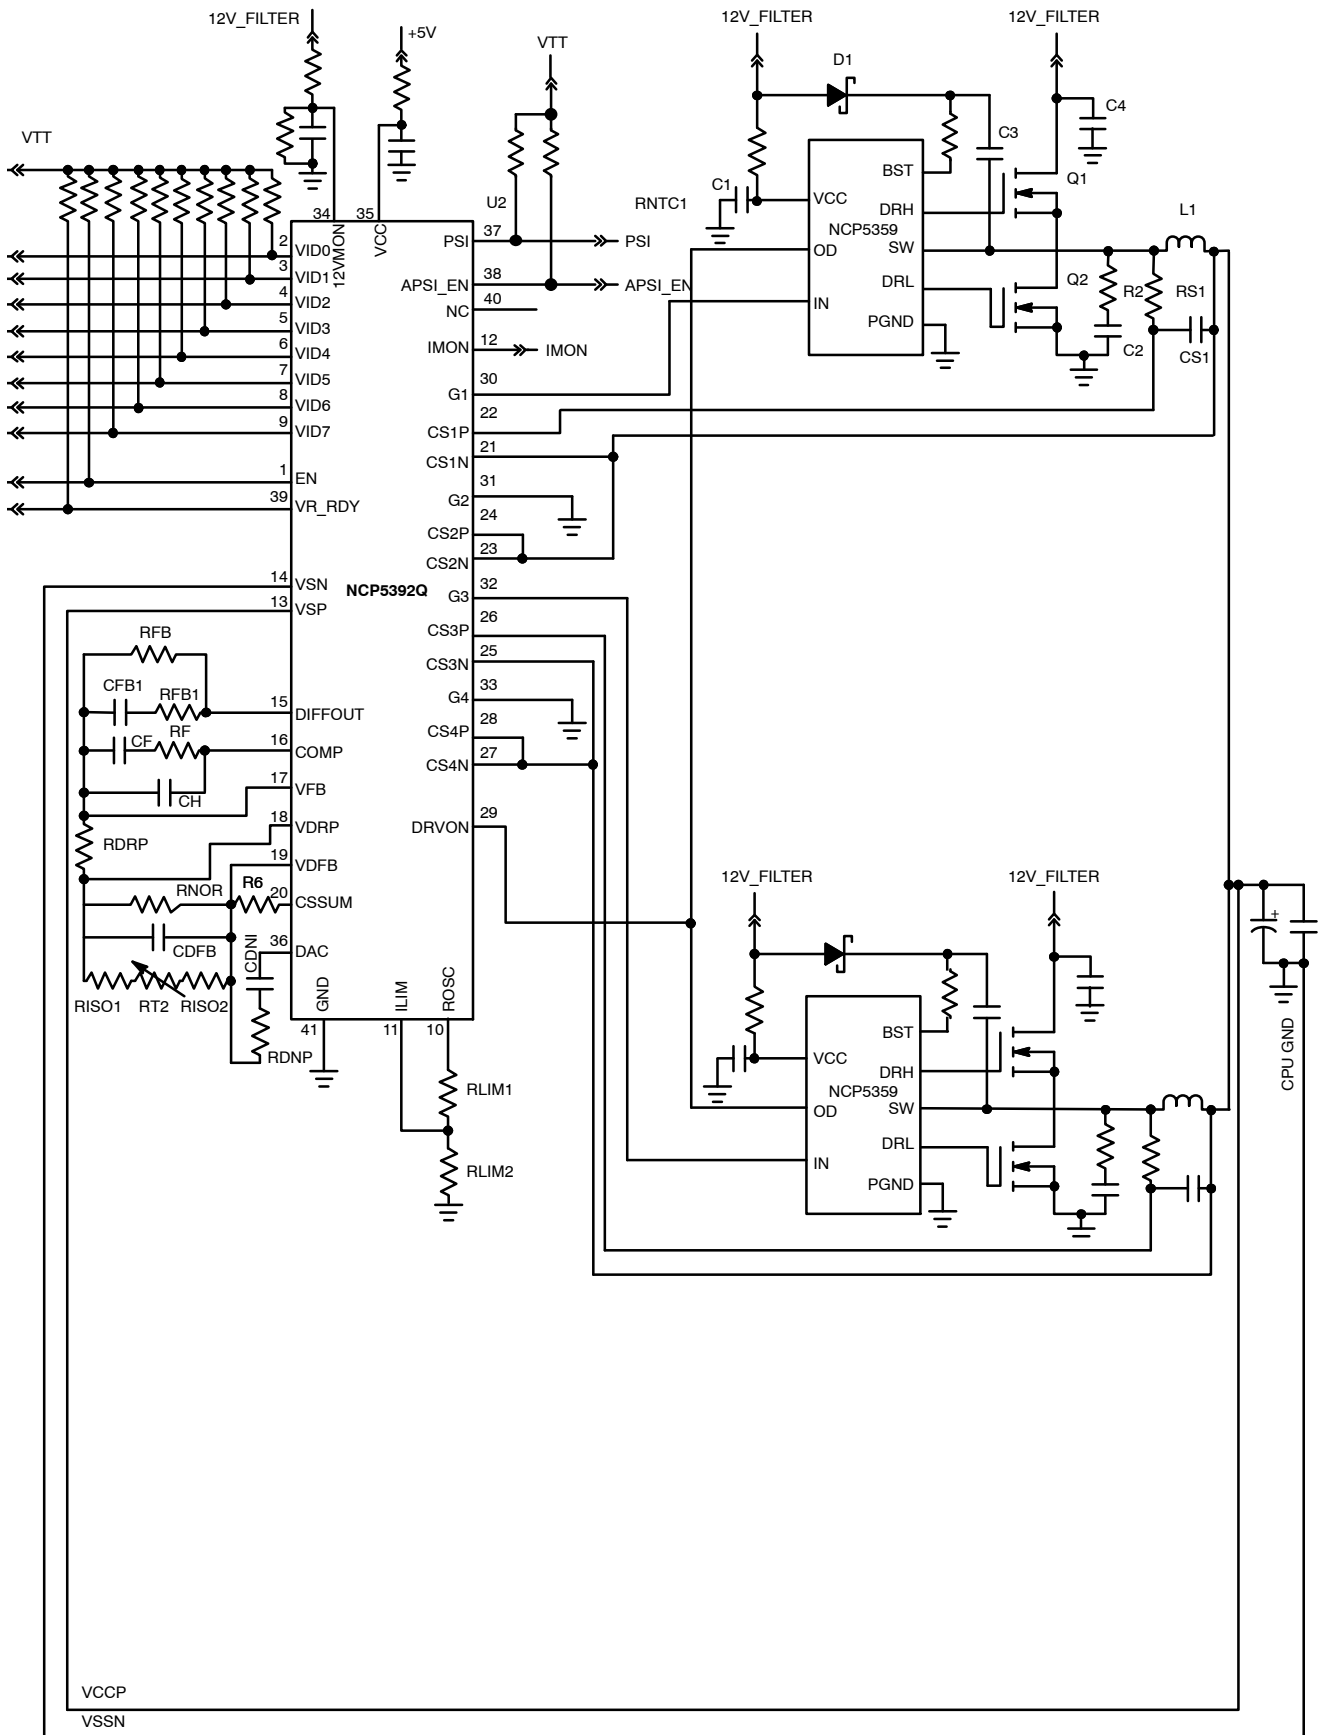 12V_FILTER
+5V
VTT
12V_FILTER
12V_FILTER
D1
C4
C3
VTT
C1
RNTC1
U2
34
35
12VMON
VCC
2 VID0
3 VID1
4 VID2
5 VID3
6 VID4
7 VID5
8 VID6
9 VID7
1 EN
39 VR_RDY
14 VSN
13 VSP
NCP5392Q
PSI 37 PSI
APSI_EN 38 APSI_EN
NC 40
IMON 12 IMON
G1 30
CS1P 22
CS1N 21
G2 31
CS2P 24
CS2N 23
G3 32
CS3P 26
CS3N 25
G4 33
CS4P 28
CS4N 27
DRVON 29
VCC
NCP5359
OD
IN
BST
DRH
SW
DRL
PGND
Q1
L1
Q2
R2
RS1
C2
CS1
RFB
CFB1
RFB1
15 DIFFOUT
CF
RF
16 COMP
CH
17 VFB
18 VDRP
RDRP
19 VDFB
RNOR
R6
20 CSSUM
CDFB
CDNI
36 DAC
RISO1
RT2
RISO2
RDNP
GND
ILIM
ROSC
41
11
10
RLIM1
RLIM2
12V_FILTER
12V_FILTER
VCC
NCP5359
OD
IN
BST
DRH
SW
DRL
PGND
+
CPU GND
VCCP
VSSN